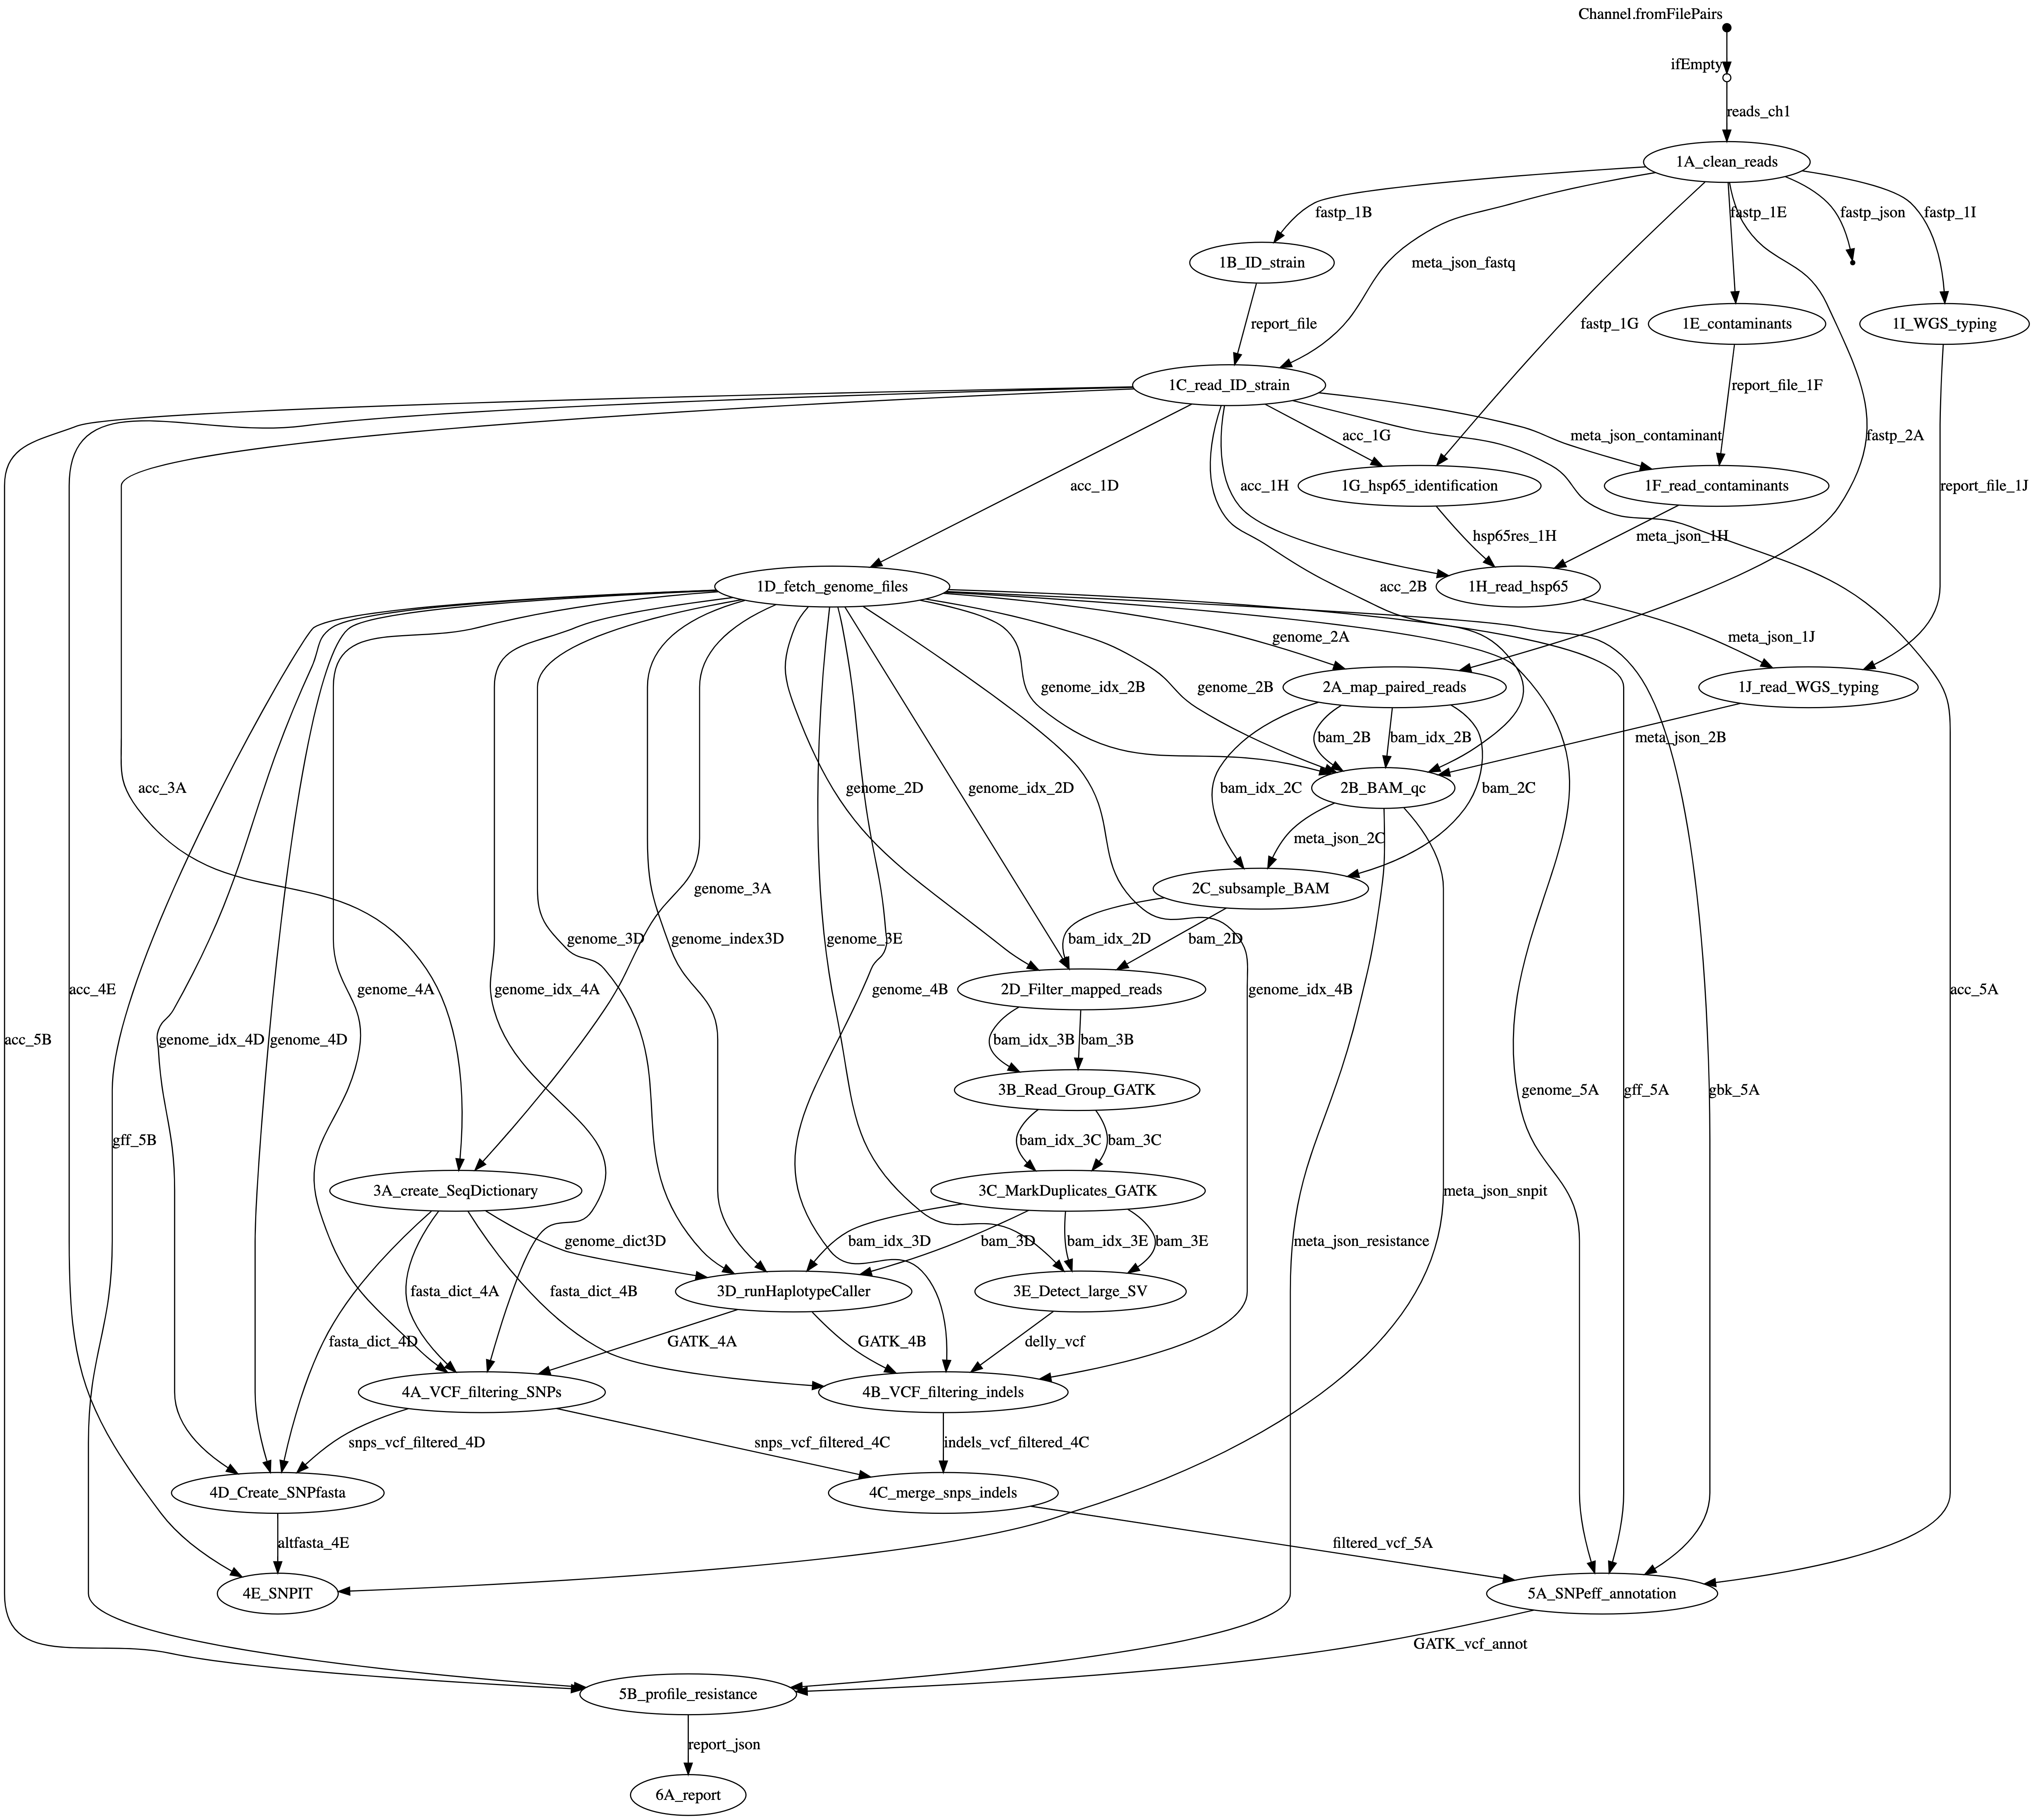 Channel.fromFilePairs
ifEmpty
reads_ch1
1A_clean_reads
fastp_1B
fastp_1E
fastp_json
fastp_1I
1B_ID_strain
meta_json_fastq
report_file
fastp_1G
1E_contaminants
1I_WGS_typing
1C_read_ID_strain
report_file_1F
acc_1G
meta_json_contaminant
fastp_2A
acc_1D
acc_1H
1G_hsp65_identification
1F_read_contaminants
report_file_1J
hsp65res_1H
meta_json_1H
1D_fetch_genome_files
acc_2B
1H_read_hsp65
genome_2A
meta_json_1J
genome_idx_2B
genome_2B
2A_map_paired_reads
1J_read_WGS_typing
bam_2B
bam_idx_2B
meta_json_2B
acc_3A
genome_2D
genome_idx_2D
bam_idx_2C
2B_BAM_qc
bam_2C
meta_json_2C
genome_3A
2C_subsample_BAM
genome_3D
genome_index3D
genome_3E
bam_idx_2D
bam_2D
acc_4E
genome_4A
genome_idx_4A
genome_4B
2D_Filter_mapped_reads
genome_idx_4B
acc_5A
acc_5B
genome_idx_4D
genome_4D
bam_idx_3B
bam_3B
3B_Read_Group_GATK
genome_5A
gff_5A
gbk_5A
gff_5B
bam_idx_3C
bam_3C
3A_create_SeqDictionary
3C_MarkDuplicates_GATK
meta_json_snpit
genome_dict3D
bam_idx_3D
bam_3D
bam_idx_3E
bam_3E
meta_json_resistance
fasta_dict_4A
fasta_dict_4B
3D_runHaplotypeCaller
3E_Detect_large_SV
fasta_dict_4D
GATK_4A
GATK_4B
delly_vcf
4A_VCF_filtering_SNPs
4B_VCF_filtering_indels
snps_vcf_filtered_4D
snps_vcf_filtered_4C
indels_vcf_filtered_4C
4D_Create_SNPfasta
4C_merge_snps_indels
altfasta_4E
filtered_vcf_5A
4E_SNPIT
5A_SNPeff_annotation
GATK_vcf_annot
5B_profile_resistance
report_json
6A_report